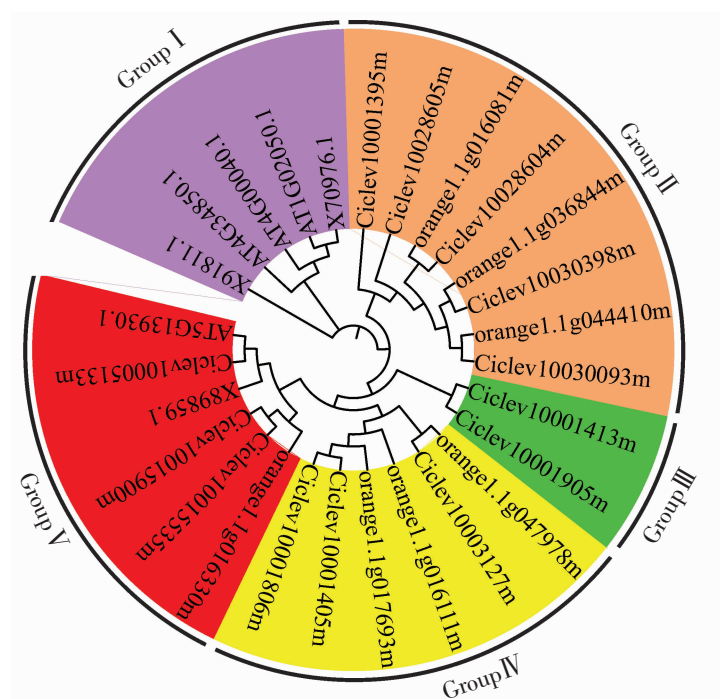 Group Ⅰ
X91811.1
AT4G34850.1
AT4G00040.1
AT1G02050.1
X70976.1
Group Ⅱ
Ciclev10001395m
Ciclev10028605m
orange1.1g016081m
Ciclev10028604m
orange1.1g036844m
Ciclev10030398m
orange1.1g044410m
Ciclev10030093m
Group Ⅲ
Ciclev10001413m
Ciclev10001905m
Group Ⅳ
orange1.1g047978m
Ciclev10003127m
orange1.1g016111m
orange1.1g017693m
Ciclev10001405m
Ciclev10001806m
Group Ⅴ
orange1.1g016330m
Ciclev10015535m
Ciclev10015900m
X89859.1
Ciclev10005133m
AT5G13930.1